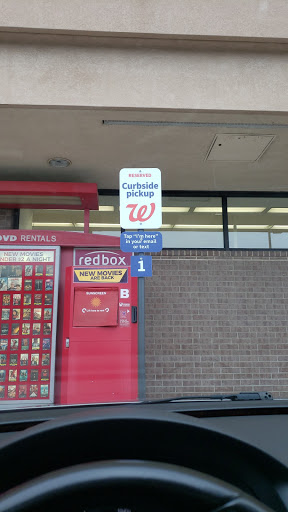 RESERVED
Curbside
pickup
W
Tap "I'm here"
in your email
or text
1
DVD RENTALS
NEW MOVIES
redbox
NEW MOVIES
ARE BACK
B